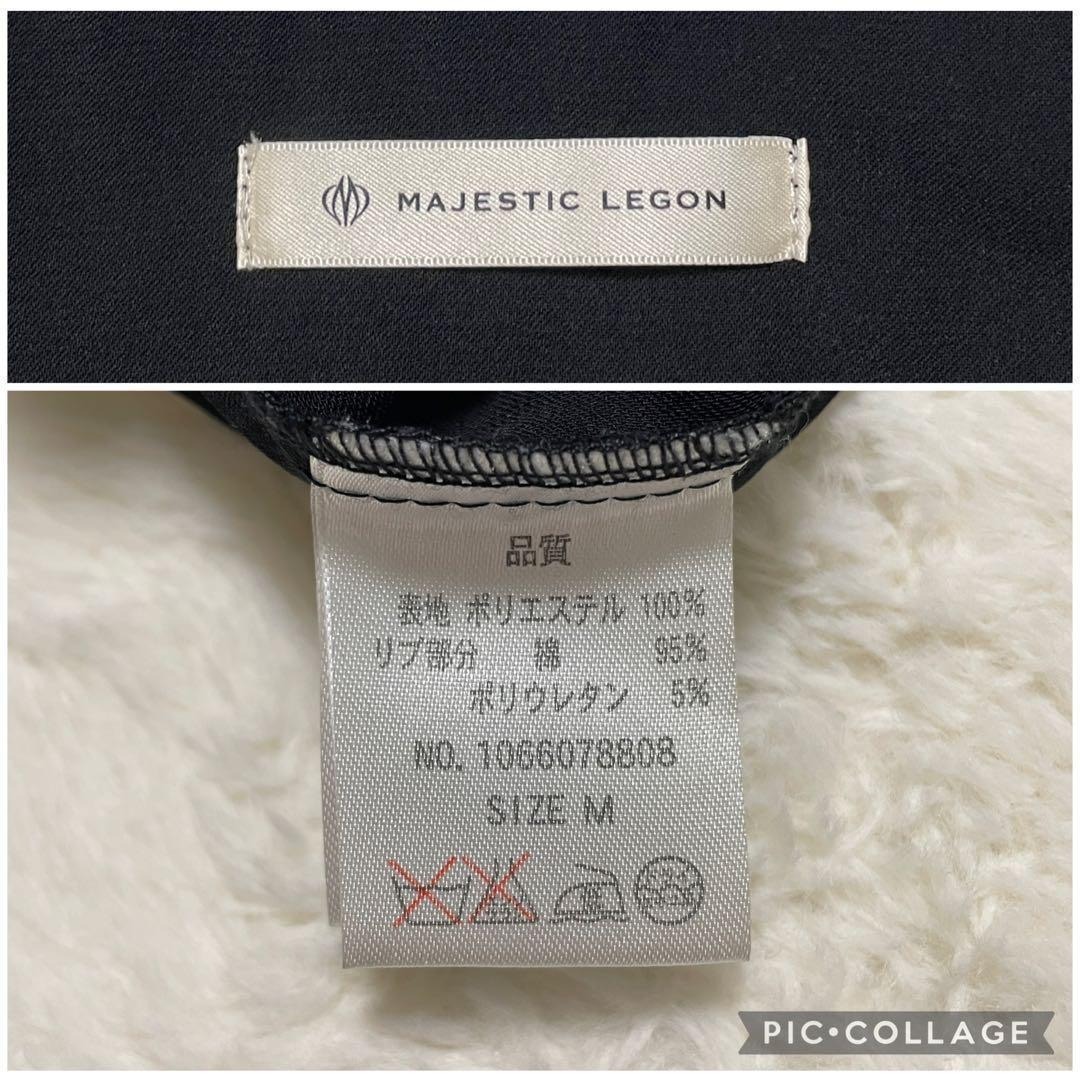 MAJESTIC LEGON
品質
表地 ポリエステル 100%
リブ部分 綿 95%
ポリウレタン 5%
NO. 1066078808
SIZE M
PIC•COLLAGE